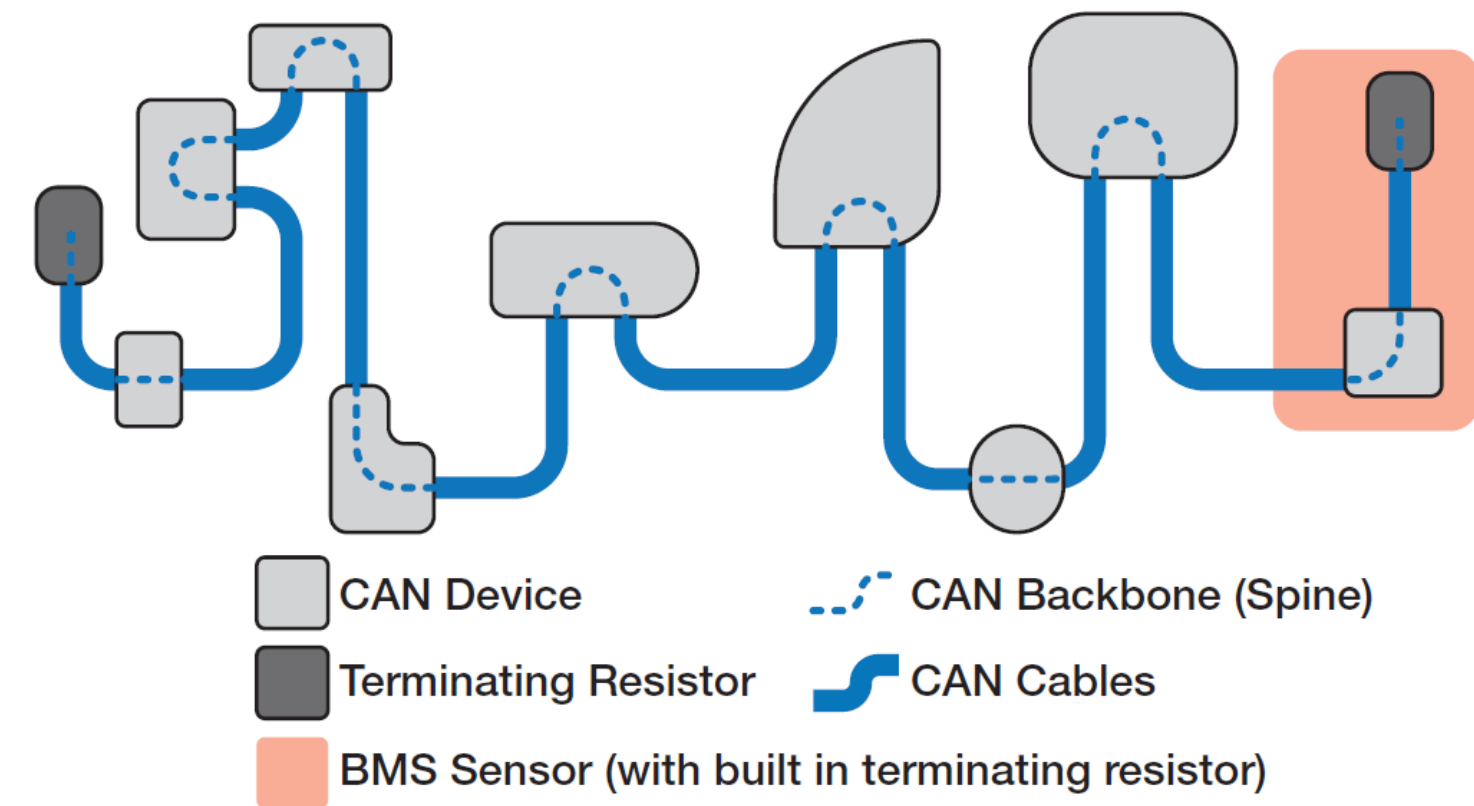 CAN Device
CAN Backbone (Spine)
Terminating Resistor
CAN Cables
BMS Sensor (with built in terminating resistor)